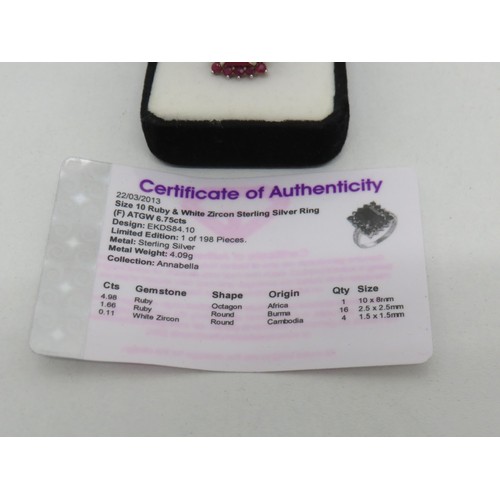 Certificate of Authenticity
22/03/2013
Size 10 Ruby & White Zircon Sterling Silver Ring
(F) ATGW 6.75cts
Design: EKDS84.10
Limited Edition: 1 of 198 Pieces.
Metal: Sterling Silver
Metal Weight: 4.09g
Collection: Annabella
Cts Gemstone Shape Origin Qty Size
4.98 Ruby Octagon Africa 1 10 x 8mm
1.66 Ruby Round Burma 16 2.5 x 2.5mm
0.11 White Zircon Round Cambodia 4 1.5 x 1.5mm